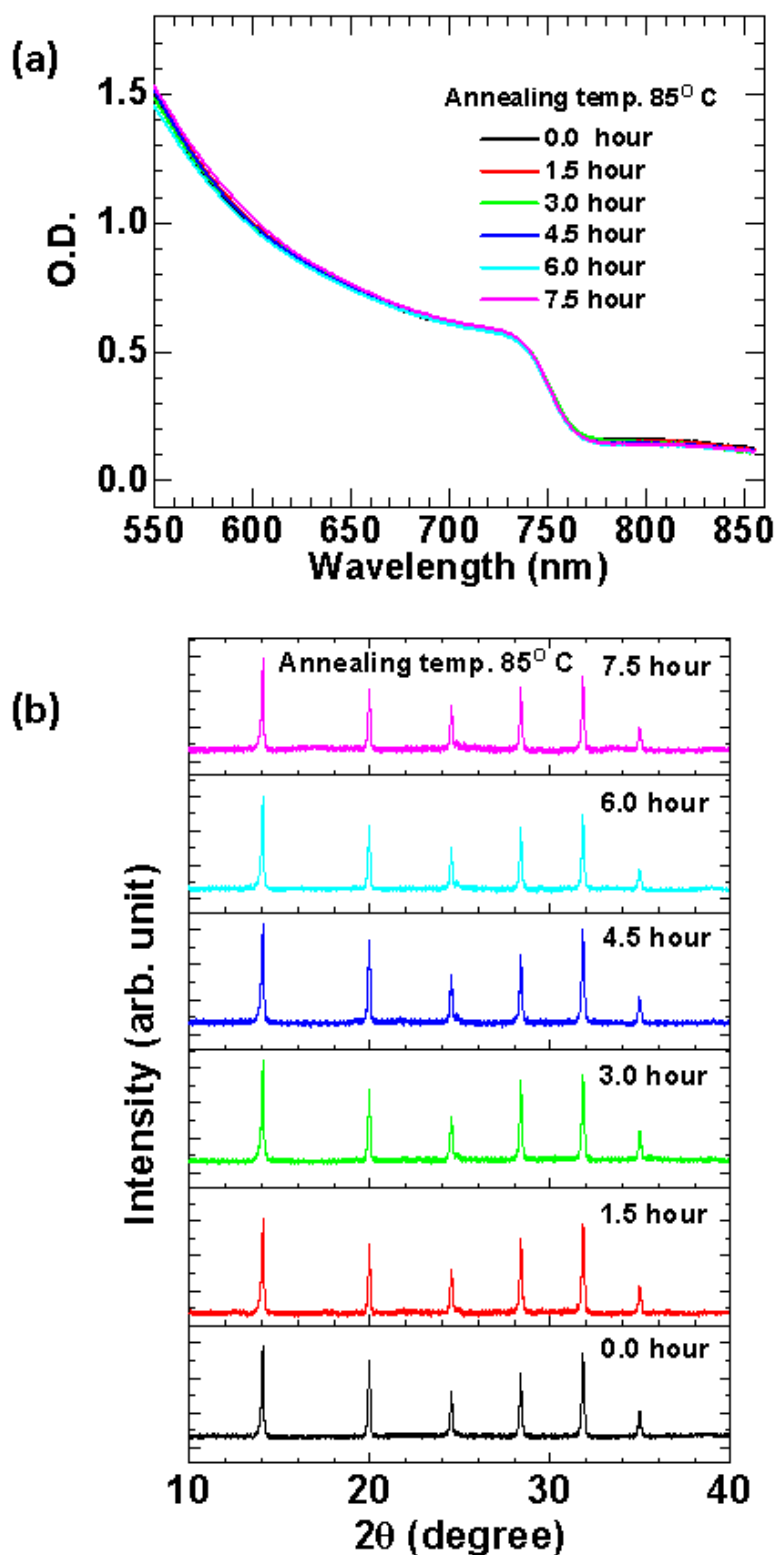 (a)
Annealing temp. 85° C
0.0 hour
1.5 hour
3.0 hour
4.5 hour
6.0 hour
7.5 hour
O.D.
1.5
1.0
0.5
0.0
550 600 650 700 750 800 850
Wavelength (nm)
(b)
Annealing temp. 85° C
7.5 hour
6.0 hour
4.5 hour
3.0 hour
1.5 hour
0.0 hour
Intensity (arb. unit)
10 20 30 40
2θ (degree)